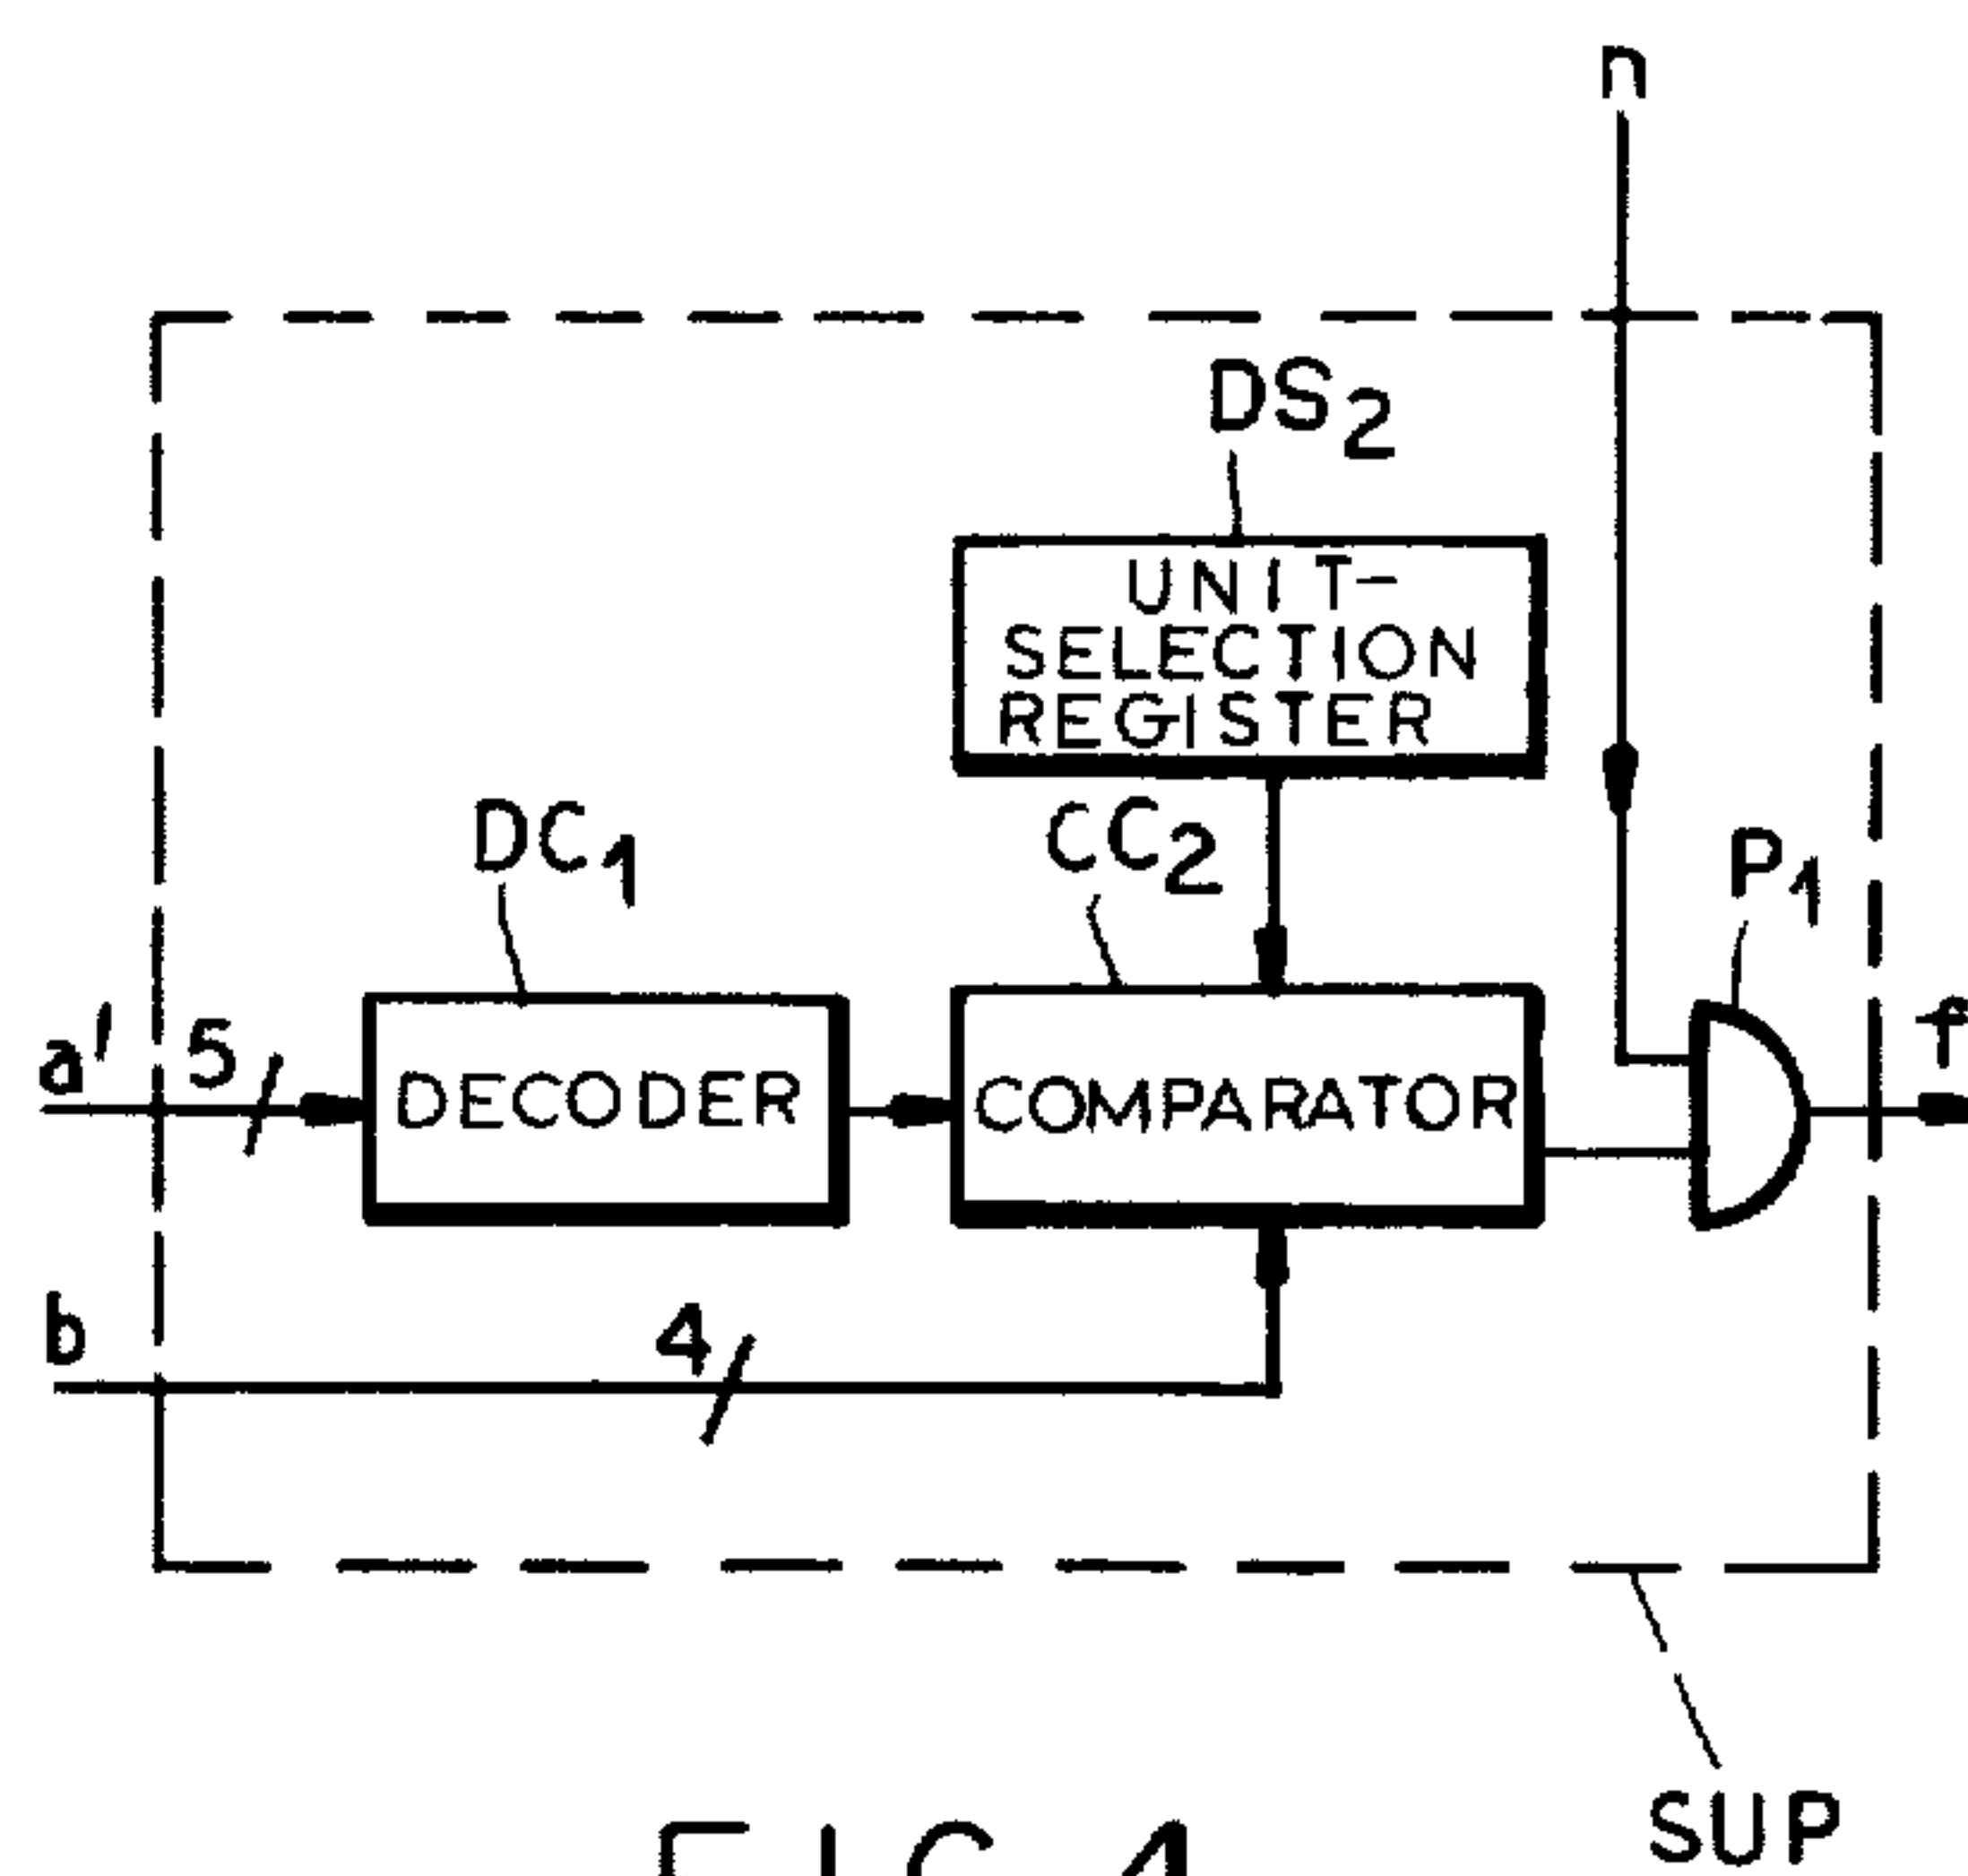 n
DS2
UNIT-
SELECTION
REGISTER
DC1
CC2
P1
a' 5
DECODER
COMPARATOR
f
b
4
SUP